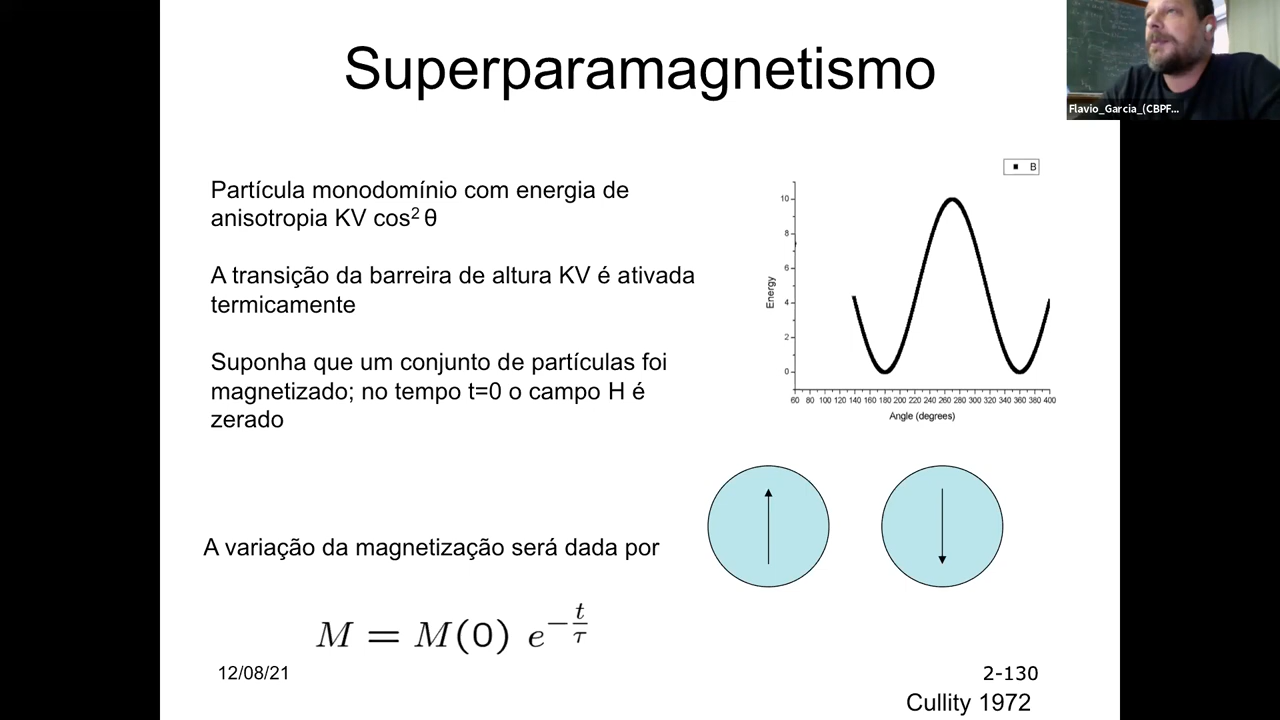 Superparamagnetismo
Flavio_Garcia_(CBPF...
Partícula monodomínio com energia de
anisotropia KV cos² θ
A transição da barreira de altura KV é ativada
termicamente
Suponha que um conjunto de partículas foi
magnetizado; no tempo t=0 o campo H é
zerado
B
10
8
6
4
2
0
Energy
60 80 100 120 140 160 180 200 220 240 260 280 300 320 340 360 380 400
Angle (degrees)
A variação da magnetização será dada por
M = M(0) e^{-\frac{t}{τ}}
12/08/21
2-130
Cullity 1972